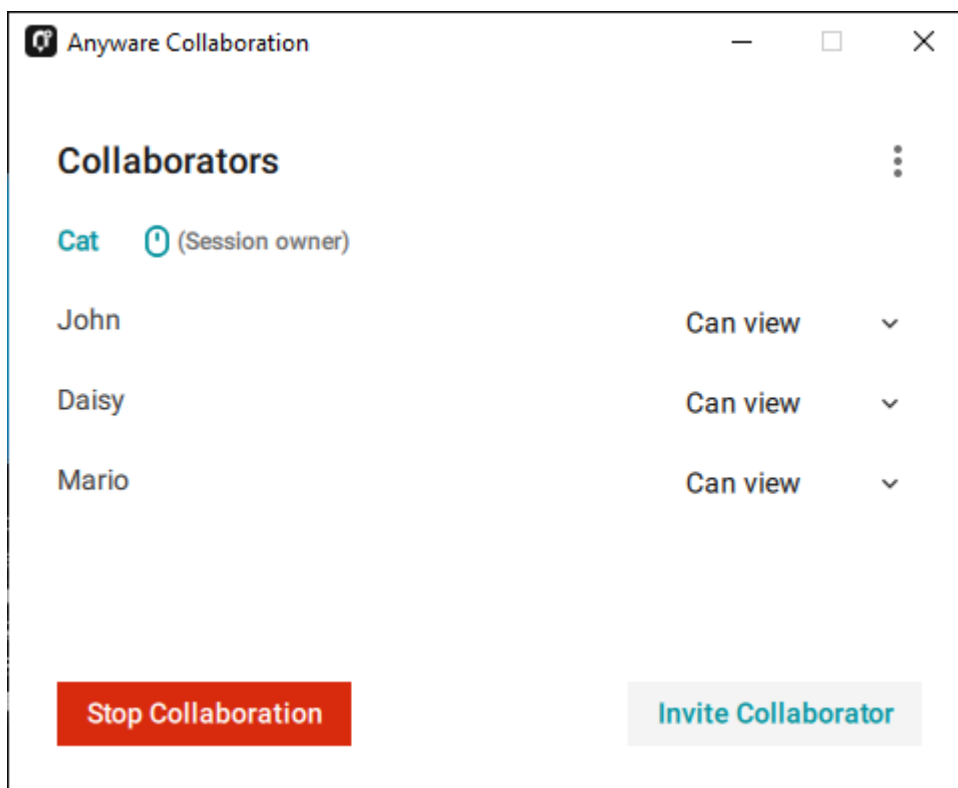 Anyware Collaboration
Collaborators
Cat (Session owner)
John Can view
Daisy Can view
Mario Can view
Stop Collaboration Invite Collaborator